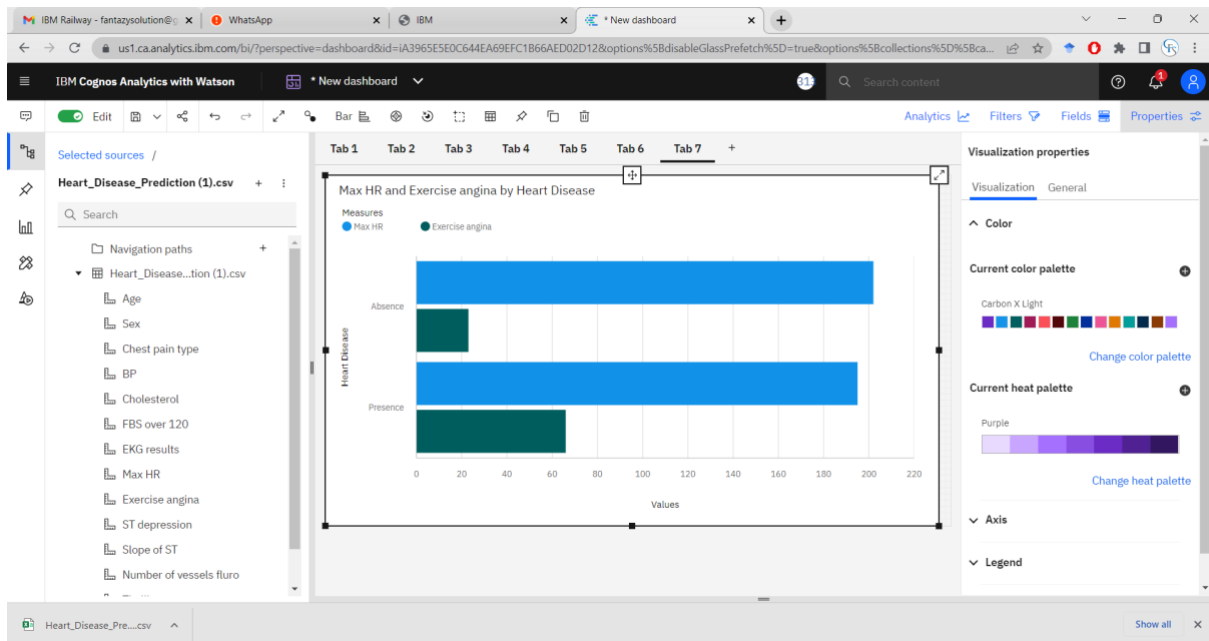 IBM Railway - fantazysolution@g
WhatsApp
IBM
* New dashboard
us1.ca.analytics.ibm.com/bi/?perspective=dashboard&id=iA3965E5E0C644EA69EFC1B66AED02D12&options%5BdisableGlassPrefetch%5D=true&options%5Bcollections%5D%5Bca...
IBM Cognos Analytics with Watson
* New dashboard
31
Search content
1
Edit
Bar
Analytics
Filters
Fields
Properties
Selected sources /
Heart_Disease_Prediction (1).csv
Search
Navigation paths
Heart_Disease...tion (1).csv
Age
Sex
Chest pain type
BP
Cholesterol
FBS over 120
EKG results
Max HR
Exercise angina
ST depression
Slope of ST
Number of vessels fluro
Tab 1 Tab 2 Tab 3 Tab 4 Tab 5 Tab 6 Tab 7 +
Max HR and Exercise angina by Heart Disease
Measures
Max HR Exercise angina
Heart Disease
Absence
Presence
0 20 40 60 80 100 120 140 160 180 200 220
Values
Visualization properties
Visualization General
Color
Current color palette
Carbon X Light
Change color palette
Current heat palette
Purple
Change heat palette
Axis
Legend
Heart_Disease_Pre....csv
Show all